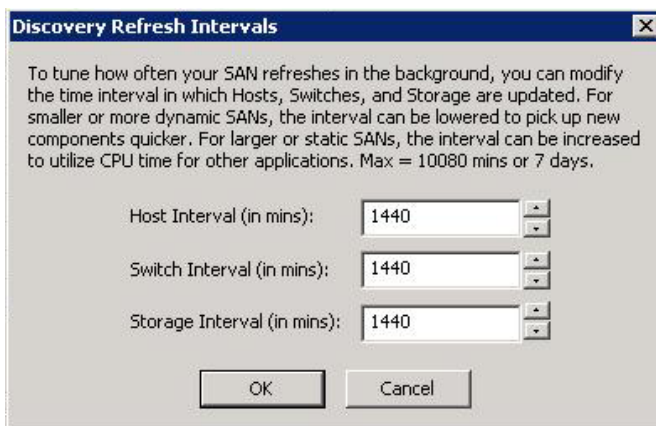 Discovery Refresh Intervals
To tune how often your SAN refreshes in the background, you can modify
the time interval in which Hosts, Switches, and Storage are updated. For
smaller or more dynamic SANs, the interval can be lowered to pick up new
components quicker. For larger or static SANs, the interval can be increased
to utilize CPU time for other applications. Max = 10080 mins or 7 days.
Host Interval (in mins): 1440
Switch Interval (in mins): 1440
Storage Interval (in mins): 1440
OK Cancel